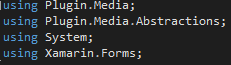 using Plugin.Media;
using Plugin.Media.Abstractions;
using System;
using Xamarin.Forms;